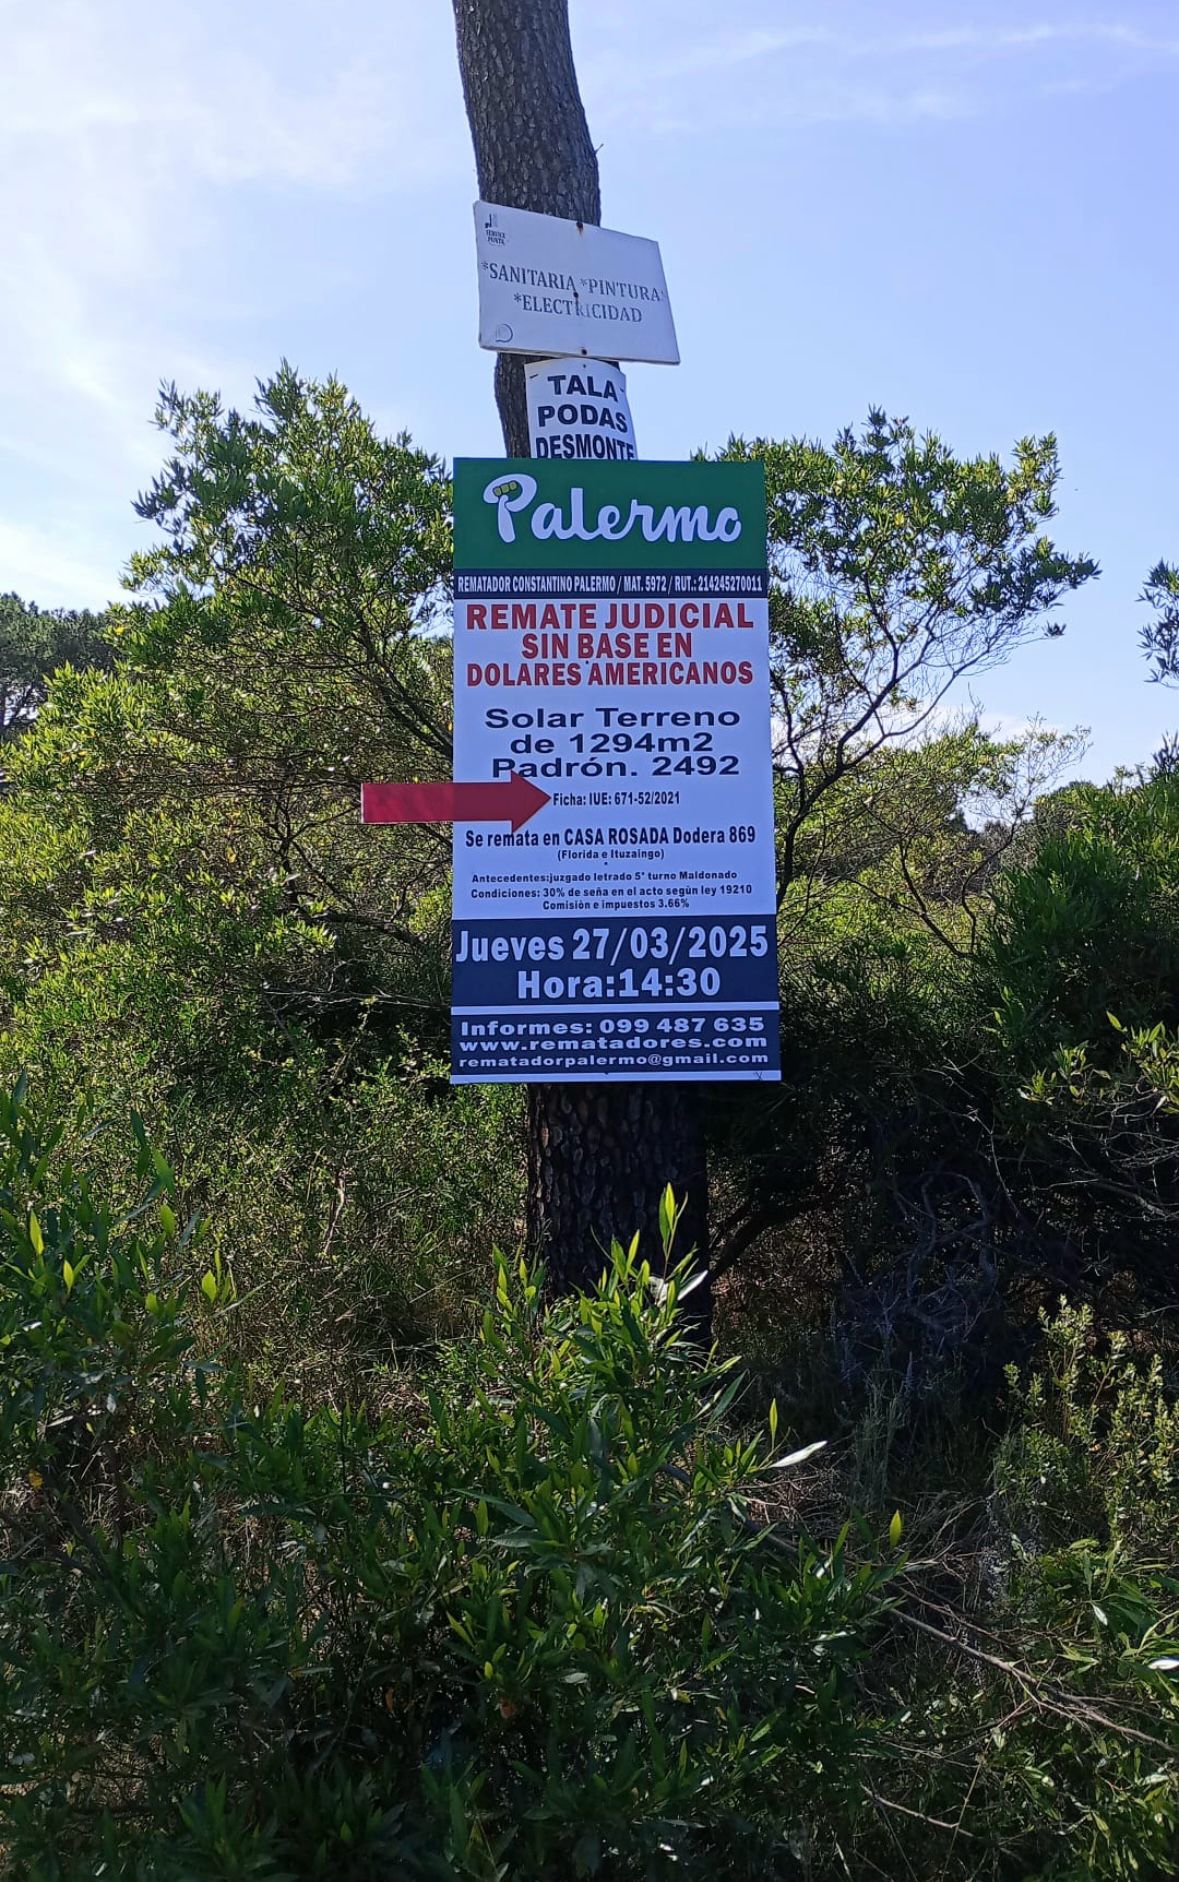 *SANITARIA *PINTURA
*ELECTRICIDAD
TALA
PODAS
DESMONTE
Palermo
REMATADOR CONSTANTINO PALERMO / MAT. 5972 / RUT.: 214245270011
REMATE JUDICIAL
SIN BASE EN
DOLARES AMERICANOS
Solar Terreno
de 1294m2
Padrón. 2492
Ficha: IUE: 671-52/2021
Se remata en CASA ROSADA Dodera 869
(Florida e Ituzaingo)
Antecedentes:juzgado letrado 5° turno Maldonado
Condiciones: 30% de seña en el acto según ley 19210
Comisión e impuestos 3.66%
Jueves 27/03/2025
Hora:14:30
Informes: 099 487 635
www.rematadores.com
rematadorpalermo@gmail.com